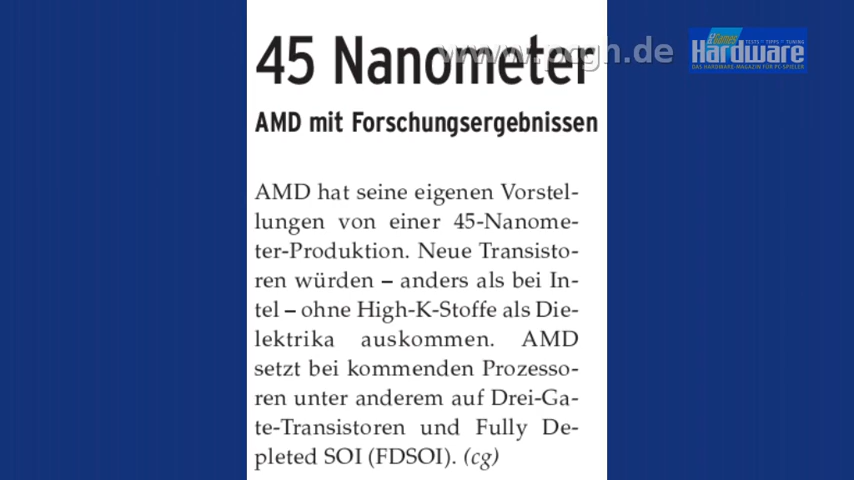 45 Nanometer
www.pcgh.de
PC Games
Hardware
TESTS TIPPS TUNING
DAS HARDWARE-MAGAZIN FÜR PC-SPIELER
AMD mit Forschungsergebnissen
AMD hat seine eigenen Vorstel-
lungen von einer 45-Nanome-
ter-Produktion. Neue Transisto-
ren würden – anders als bei In-
tel – ohne High-K-Stoffe als Die-
lektrika auskommen. AMD
setzt bei kommenden Prozesso-
ren unter anderem auf Drei-Ga-
te-Transistoren und Fully De-
pleted SOI (FDSOI). (cg)